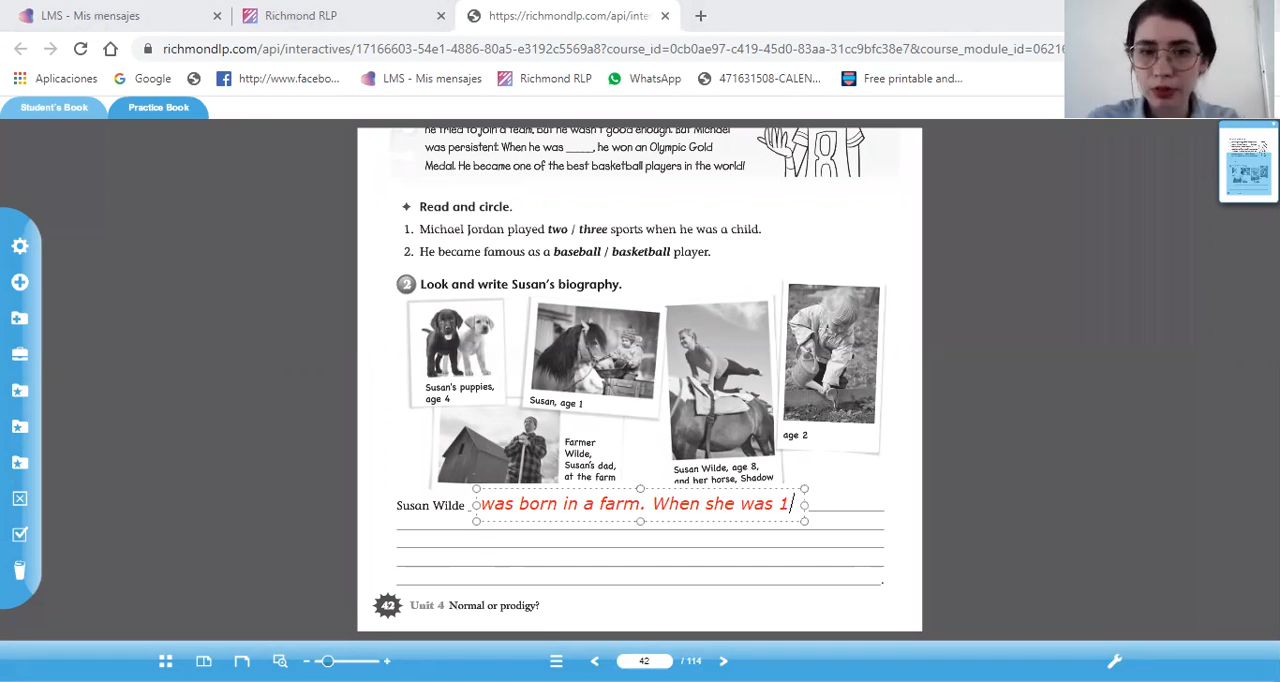 LMS - Mis mensajes
Richmond RLP
https://richmondlp.com/api/inte
richmondlp.com/api/interactives/17166603-54e1-4886-80a5-e3192c5569a8?course_id=0cb0ae97-c419-45d0-83aa-31cc9bfc38e7&course_module_id=06216
Aplicaciones
Google
http://www.facebo...
LMS - Mis mensajes
Richmond RLP
WhatsApp
471631508-CALEN...
Free printable and...
Student's Book
Practice Book
he tried to join a team, but he wasn't good enough. But Michael
was persistent. When he was _____, he won an Olympic Gold
Medal. He became one of the best basketball players in the world!
Read and circle.
1. Michael Jordan played two / three sports when he was a child.
2. He became famous as a baseball / basketball player.
2 Look and write Susan's biography.
Susan's puppies,
age 4
Susan, age 1
Farmer
Wilde,
Susan's dad,
at the farm
Susan Wilde, age 8,
and her horse, Shadow
age 2
Susan Wilde was born in a farm. When she was 1
42 Unit 4 Normal or prodigy?
42 / 114